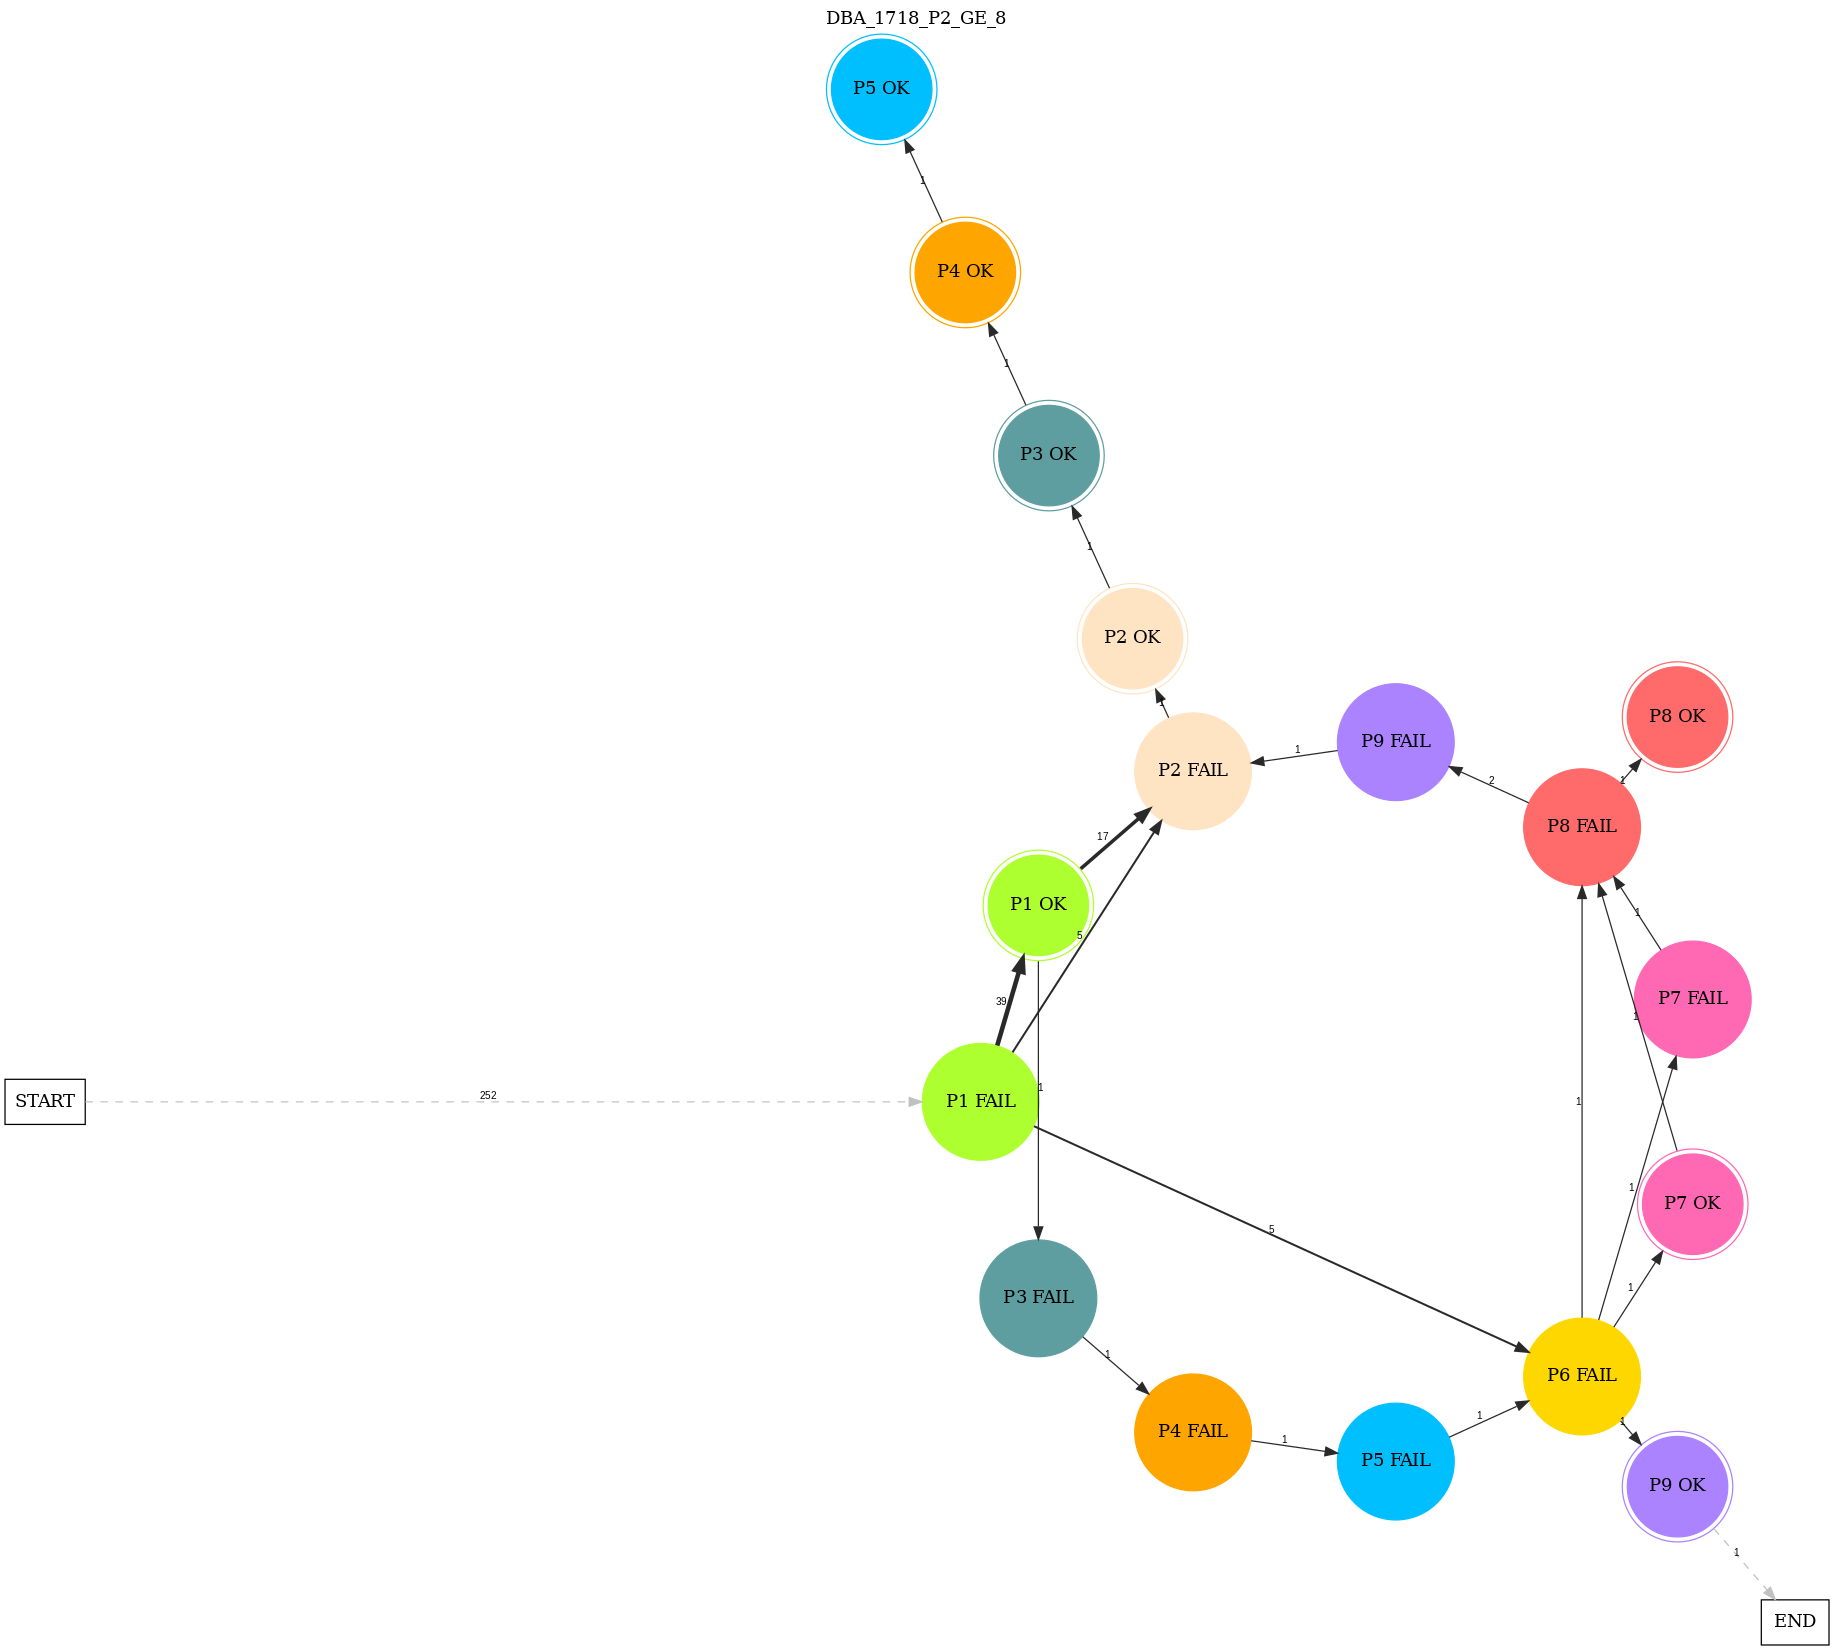 DBA_1718_P2_GE_8
P5 OK
1
P4 OK
1
P3 OK
1
P2 OK
1
P2 FAIL
P9 FAIL
P8 OK
1
2
1
P8 FAIL
17
P1 OK
5
1
39
P7 FAIL
1
START
252
P1 FAIL
1
1
1
P7 OK
5
1
P3 FAIL
1
P6 FAIL
1
P4 FAIL
1
1
P5 FAIL
P9 OK
1
END